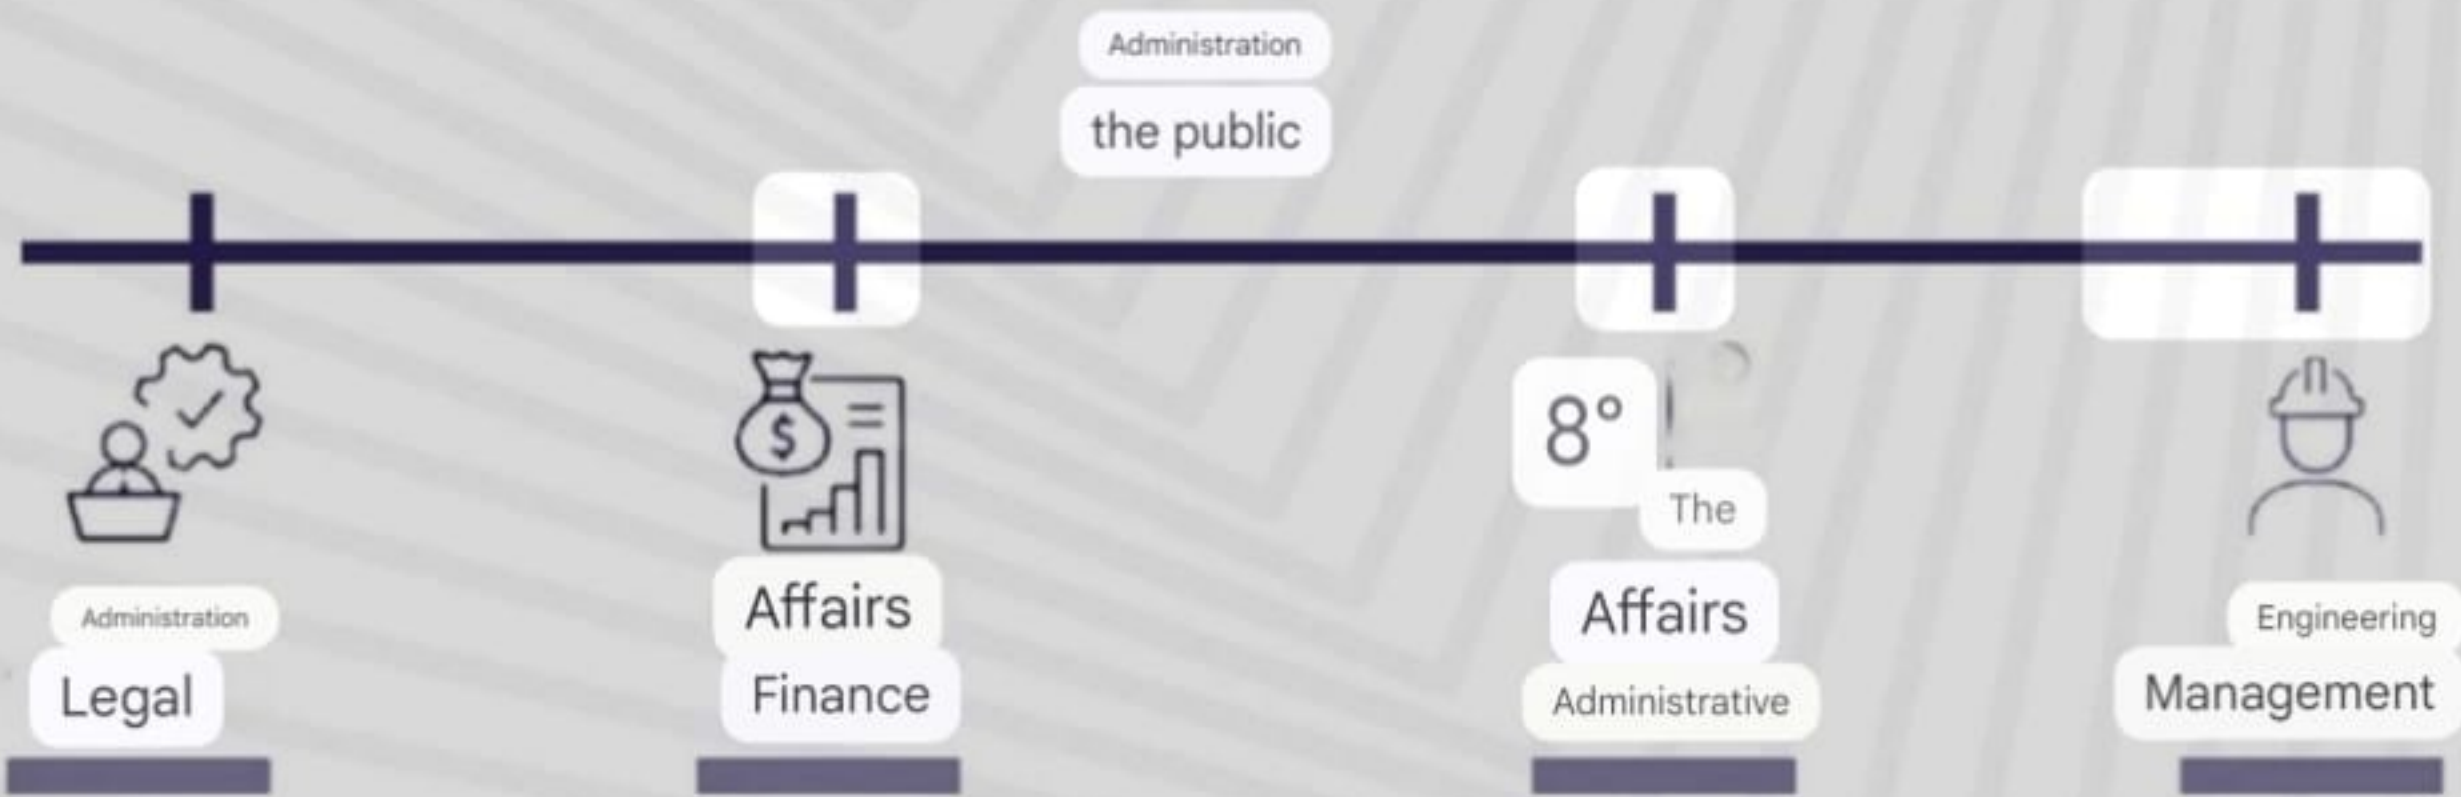 Administration
the public
8°
The
Administration
Legal
Affairs
Finance
Affairs
Administrative
Engineering
Management
$